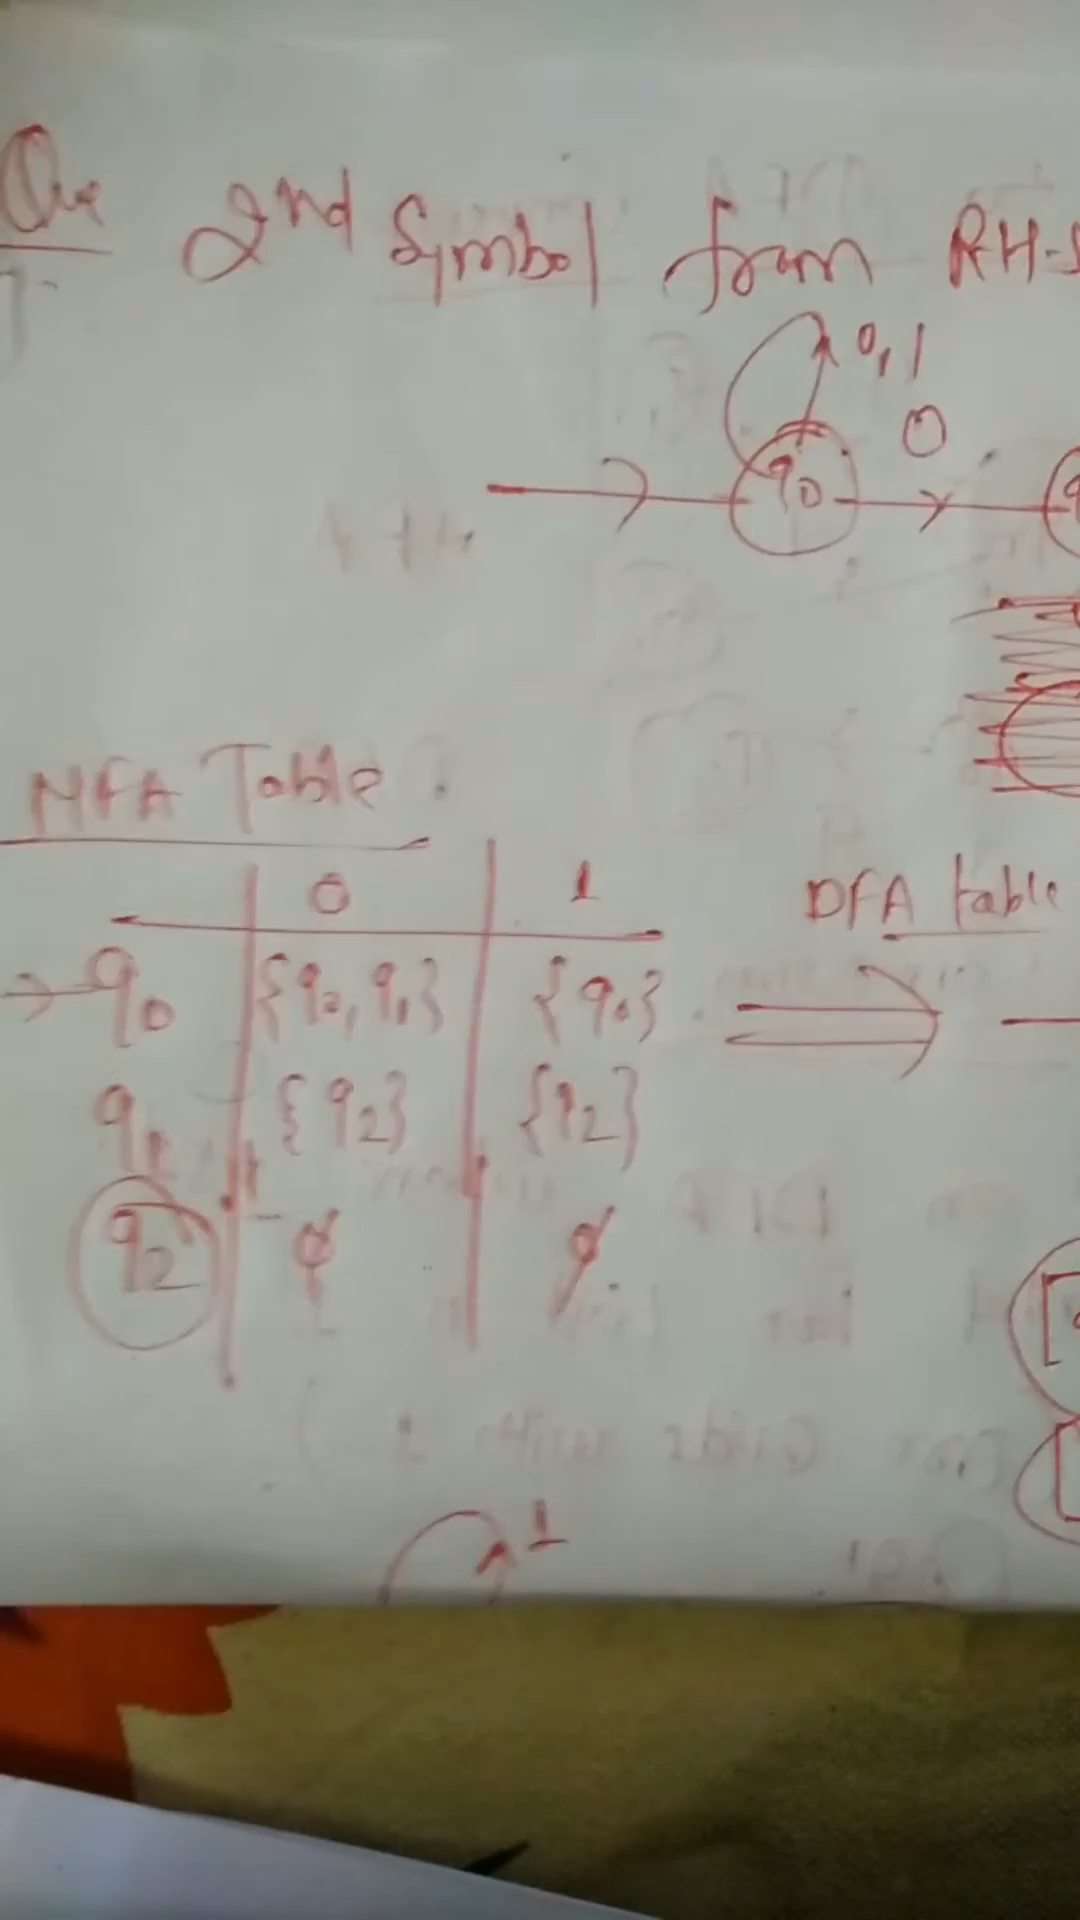 Que 2nd Symbol from RH-S
0,1
0
q0
NFA Table
0 1
DFA table
→q0 {q0, q1} {q0}
q1 {q2} {q2}
q2 φ φ
1